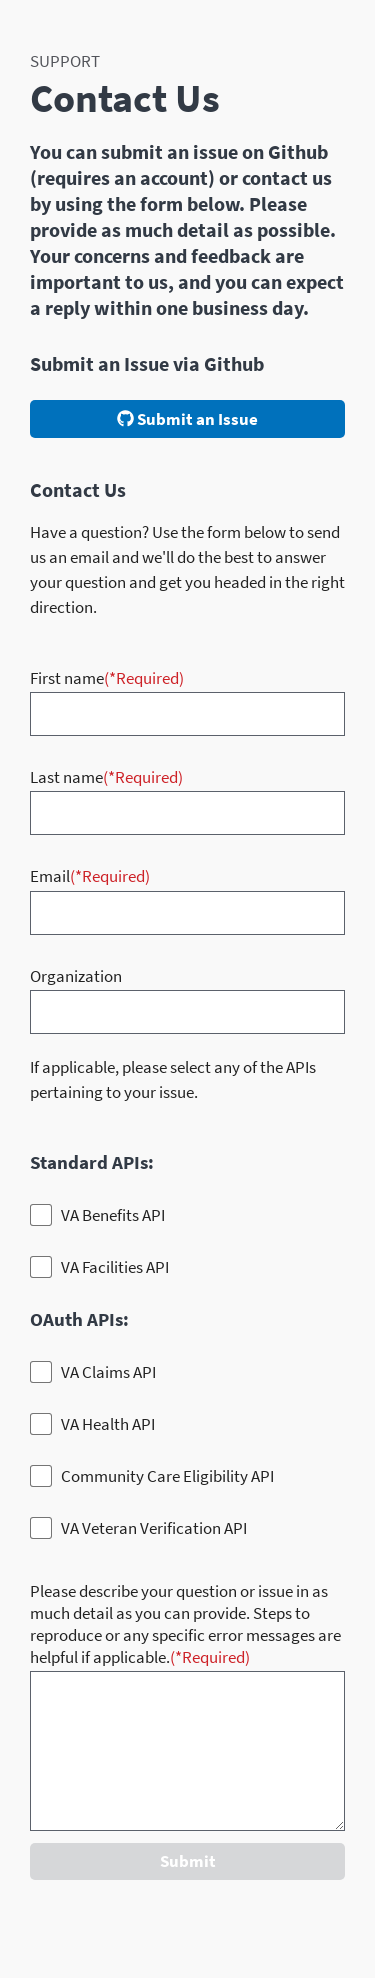 SUPPORT
Contact Us
You can submit an issue on Github
(requires an account) or contact us
by using the form below. Please
provide as much detail as possible.
Your concerns and feedback are
important to us, and you can expect
a reply within one business day.
Submit an Issue via Github
Submit an Issue
Contact Us
Have a question? Use the form below to send
us an email and we'll do the best to answer
your question and get you headed in the right
direction.
First name(*Required)
Last name(*Required)
Email(*Required)
Organization
If applicable, please select any of the APIs
pertaining to your issue.
Standard APIs:
VA Benefits API
VA Facilities API
OAuth APIs:
VA Claims API
VA Health API
Community Care Eligibility API
VA Veteran Verification API
Please describe your question or issue in as
much detail as you can provide. Steps to
reproduce or any specific error messages are
helpful if applicable.(*Required)
Submit